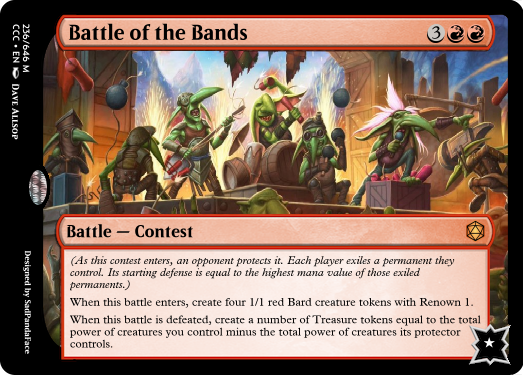 Battle of the Bands
3
Battle — Contest
(As this contest enters, an opponent protects it. Each player exiles a permanent they
control. Its starting defense is equal to the highest mana value of those exiled
permanents.)
When this battle enters, create four 1/1 red Bard creature tokens with Renown 1.
When this battle is defeated, create a number of Treasure tokens equal to the total
power of creatures you control minus the total power of creatures its protector
controls.
236/646 M
CCC • EN Dave Allsop
Designed by SadPandaFace